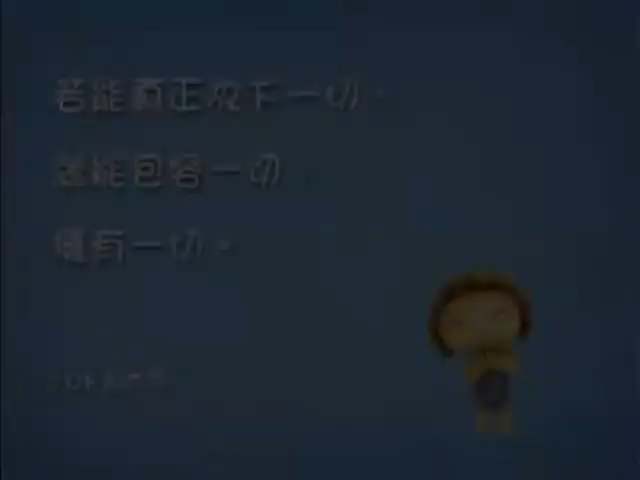 若能真正放下一切，
就能包容一切
擁有一切。